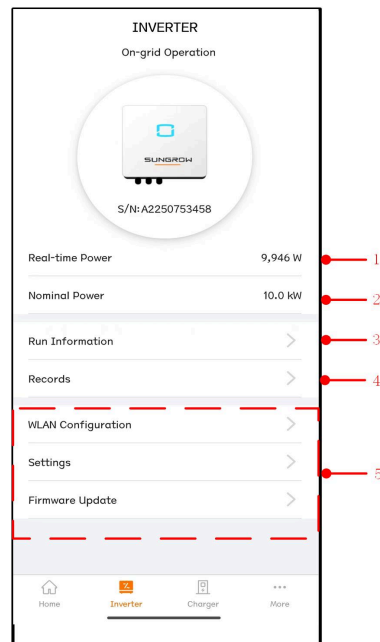 INVERTER
On-grid Operation
SUNGROW
S/N:A2250753458
Real-time Power 9,946 W 1
Nominal Power 10.0 kW 2
Run Information 3
Records 4
WLAN Configuration
Settings 5
Firmware Update
Home Inverter Charger More